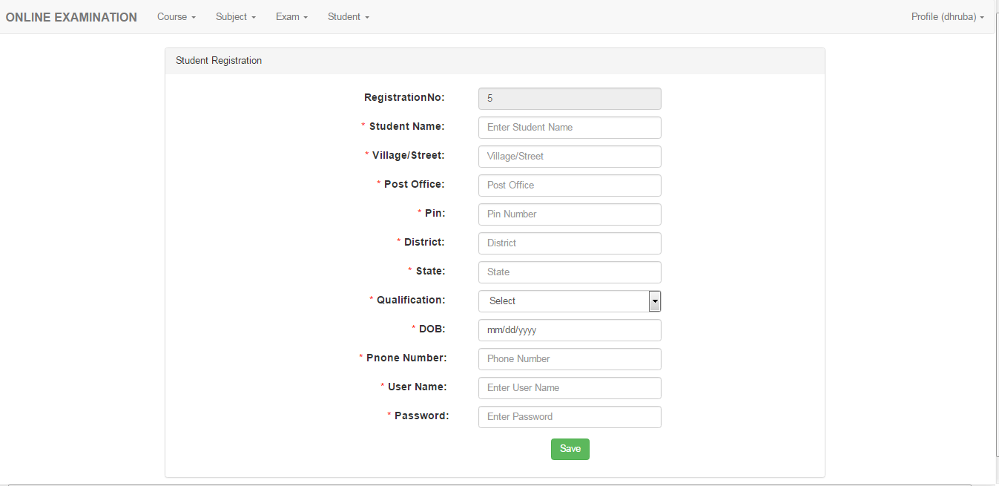 ONLINE EXAMINATION Course Subject Exam Student Profile (dhruba)
Student Registration
RegistrationNo: 5
* Student Name: Enter Student Name
* Village/Street: Village/Street
* Post Office: Post Office
* Pin: Pin Number
* District: District
* State: State
* Qualification: Select
* DOB: mm/dd/yyyy
* Pnone Number: Phone Number
* User Name: Enter User Name
* Password: Enter Password
Save